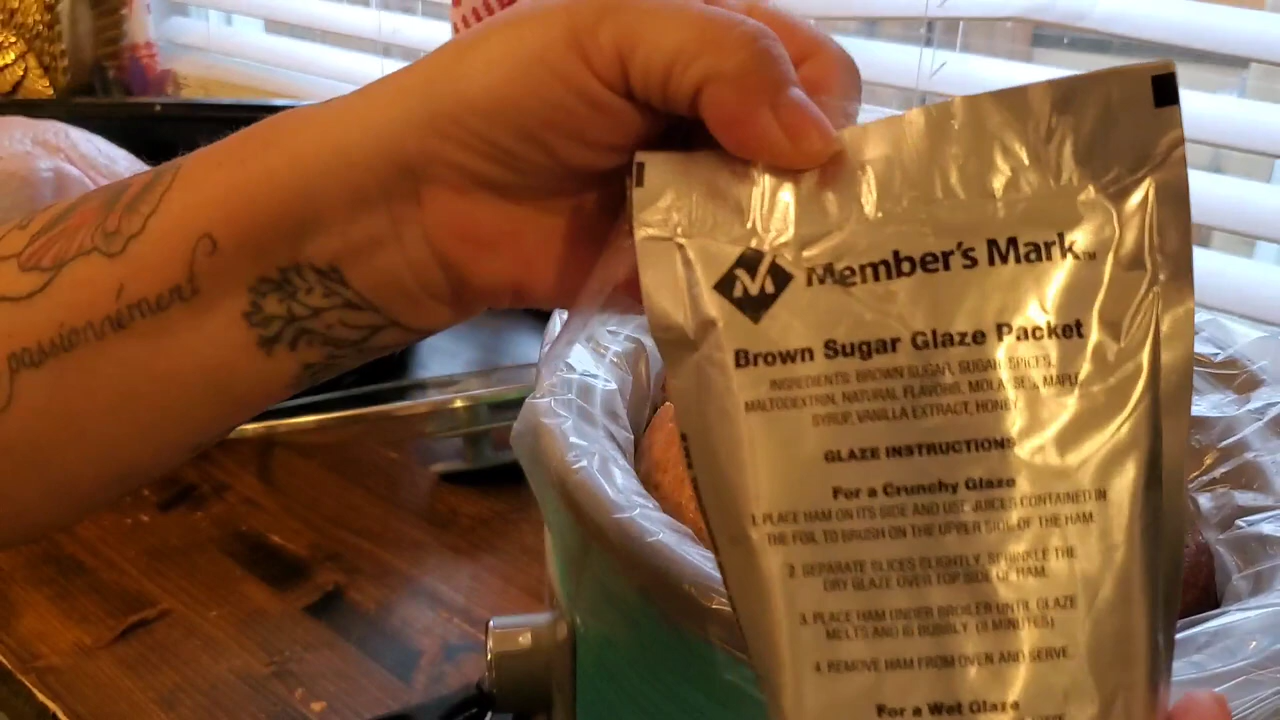 passionnément
Member's Mark™
Brown Sugar Glaze Packet
INGREDIENTS: BROWN SUGAR, SUGAR, SPICES,
MALTODEXTRIN, NATURAL FLAVORS, MOLASSES, MAPLE
SYRUP, VANILLA EXTRACT, HONEY
GLAZE INSTRUCTIONS
For a Crunchy Glaze
1. PLACE HAM ON ITS SIDE AND USE JUICES CONTAINED IN
THE FOIL TO BRUSH ON THE UPPER SIDE OF THE HAM.
2. SEPARATE SLICES SLIGHTLY, SPRINKLE THE
DRY GLAZE OVER TOP SIDE OF HAM.
3. PLACE HAM UNDER BROILER UNTIL GLAZE
MELTS AND IS BUBBLY. MINUTES)
4. REMOVE HAM FROM OVEN AND SERVE.
For a Wet Glaze